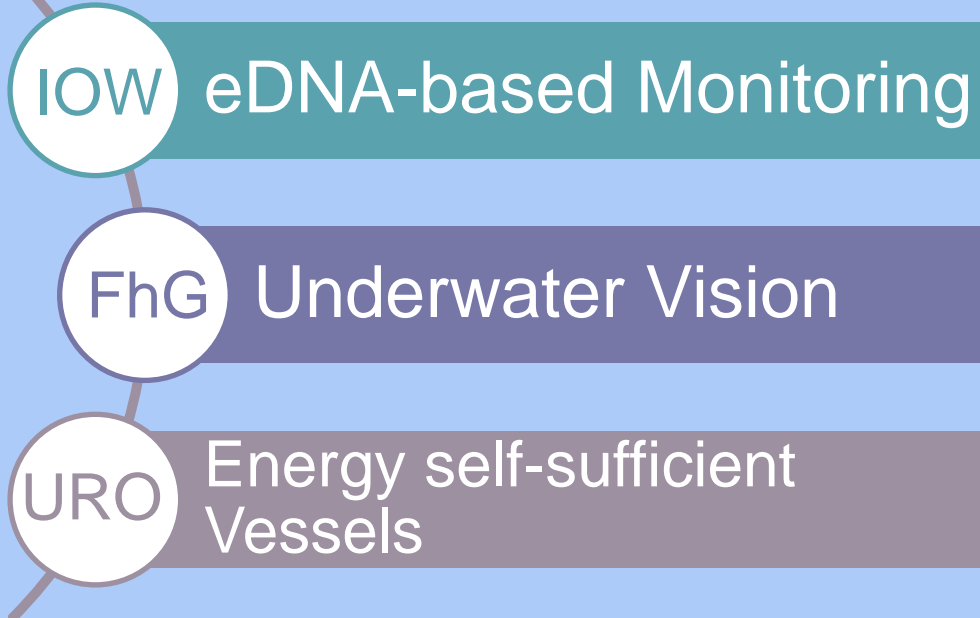 IOW eDNA-based Monitoring
FhG Underwater Vision
URO Energy self-sufficient
Vessels